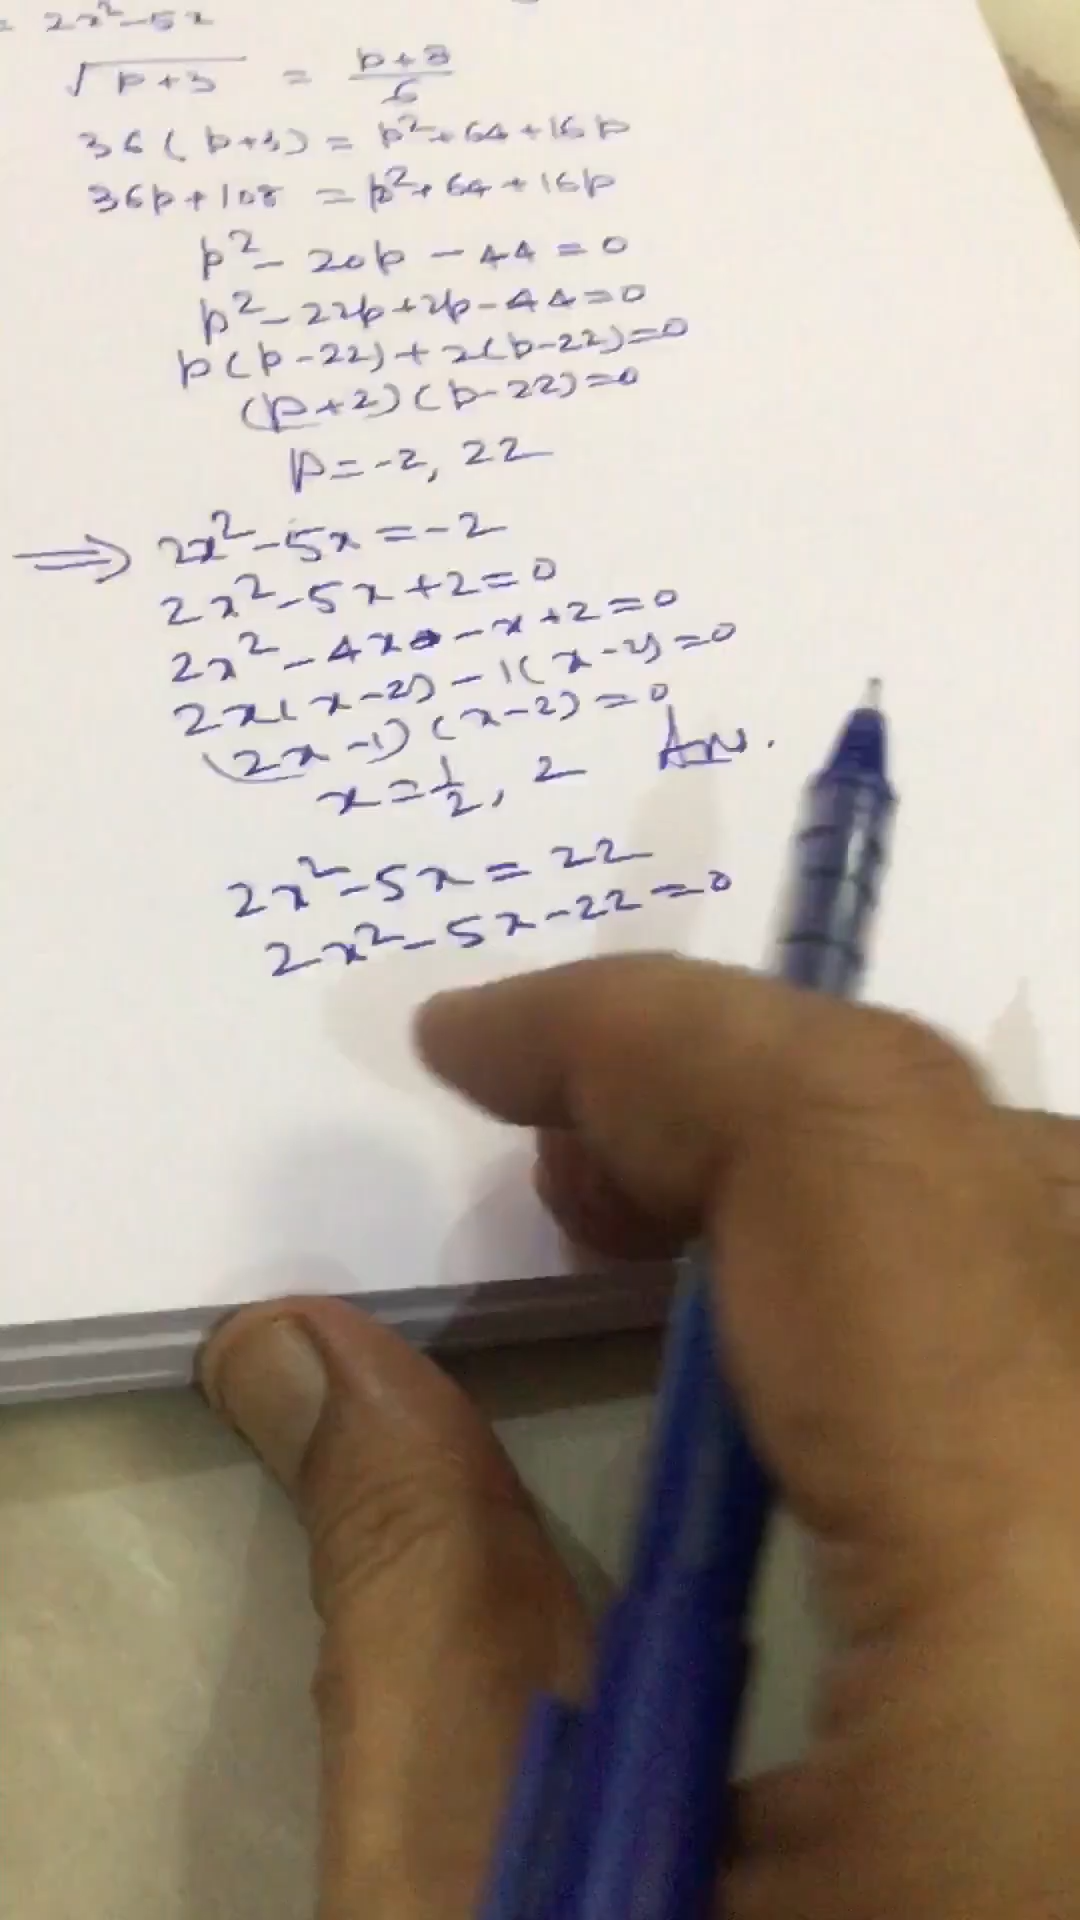 = 2x²-5x
√(p+3) = (p+8)/6
36(p+3) = p²+64+16p
36p+108 = p²+64+16p
p²-20p-44=0
p²-22p+2p-44=0
p(p-22)+2(p-22)=0
(p+2)(p-22)=0
p=-2, 22
⇒ 2x²-5x=-2
2x²-5x+2=0
2x²-4x-x+2=0
2x(x-2)-1(x-2)=0
(2x-1)(x-2)=0
x=1/2, 2 An.
2x²-5x=22
2x²-5x-22=0